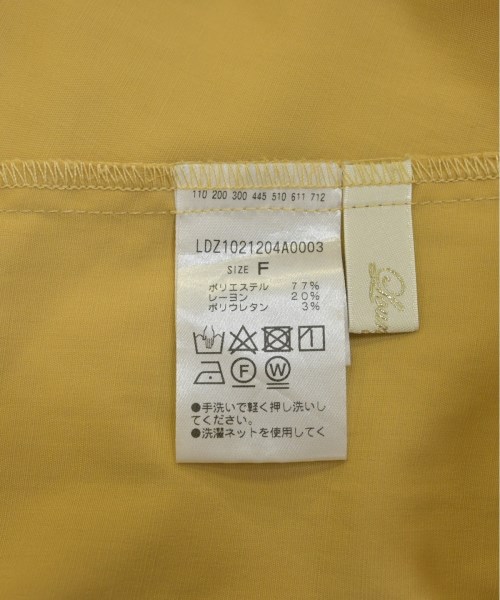 110 200 300 445 510 611 712
LDZ1021204A0003
SIZE F
ポリエステル 77%
レーヨン 20%
ポリウレタン 3%
F W
●手洗いで軽く押し洗いし
てください。
●洗濯ネットを使用してく